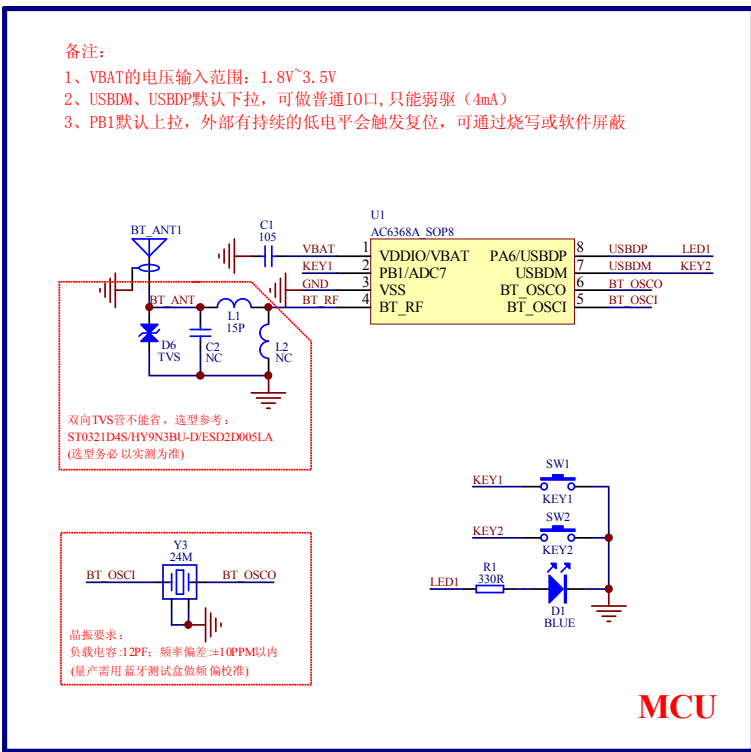 备注：
1、VBAT的电压输入范围：1.8V~3.5V
2、USBDM、USBDP默认下拉，可做普通IO口,只能弱驱（4mA）
3、PB1默认上拉，外部有持续的低电平会触发复位，可通过烧写或软件屏蔽
U1
AC6368A_SOP8
BT_ANT1
C1
105
VBAT 1 VDDIO/VBAT PA6/USBDP 8 USBDP LED1
KEY1 2 PB1/ADC7 USBDM 7 USBDM KEY2
GND 3 VSS BT_OSCO 6 BT_OSCO
BT_RF 4 BT_RF BT_OSCI 5 BT_OSCI
BT_ANT
L1
15P
D6
TVS
C2
NC
L2
NC
双向TVS管不能省，选型参考：
ST0321D4S/HY9N3BU-D/ESD2D005LA
(选型务必以实测为准)
SW1
KEY1
KEY1
SW2
KEY2
KEY2
R1
330R
LED1
D1
BLUE
Y3
24M
BT_OSCI BT_OSCO
晶振要求：
负载电容:12PF；频率偏差:±10PPM以内
(量产需用蓝牙测试盒做频偏校准)
MCU